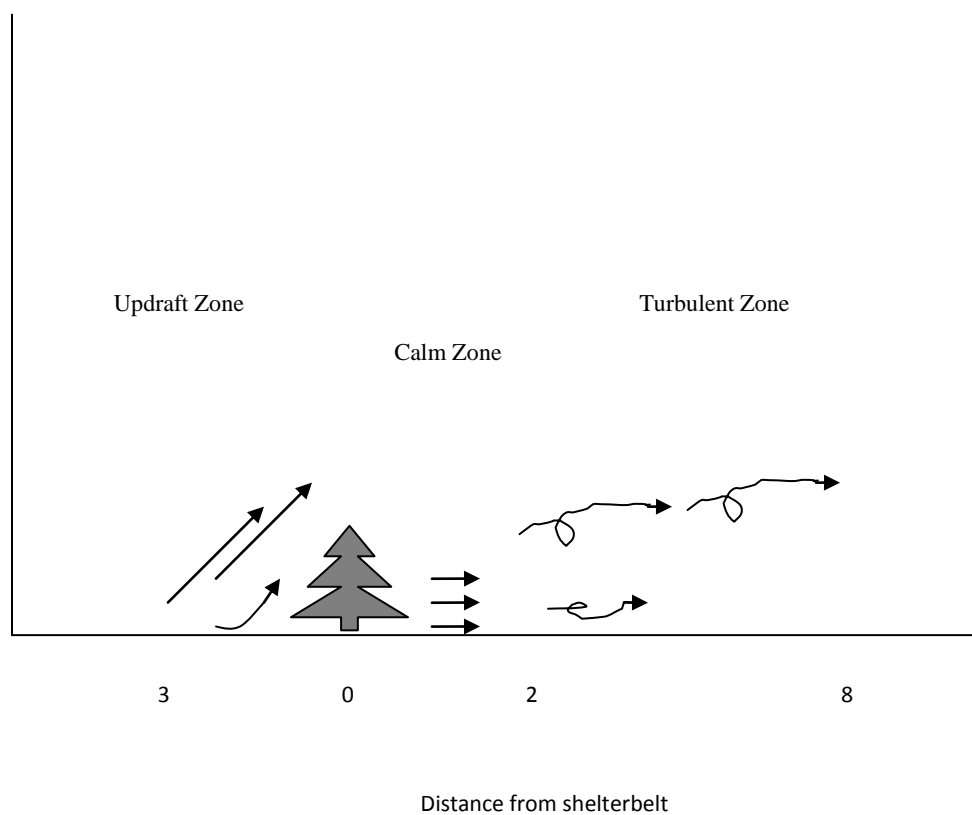 Updraft Zone
Turbulent Zone
Calm Zone
3 0 2 8
Distance from shelterbelt